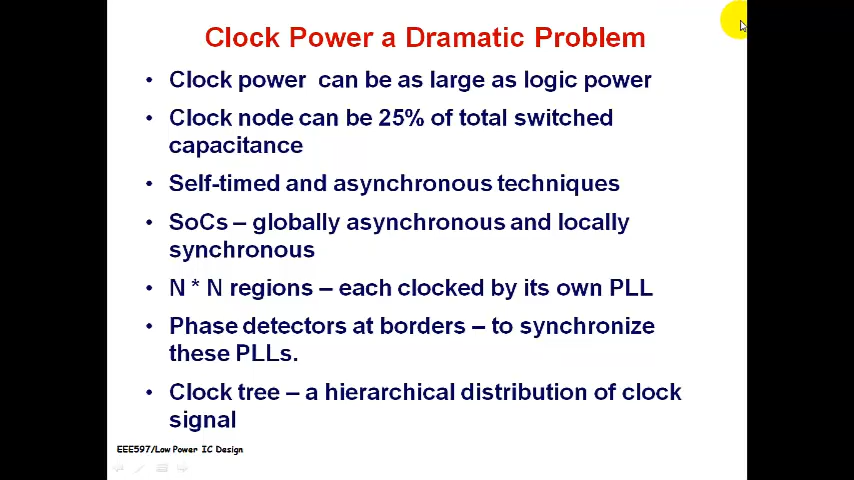 Clock Power a Dramatic Problem
• Clock power can be as large as logic power
• Clock node can be 25% of total switched
capacitance
• Self-timed and asynchronous techniques
• SoCs – globally asynchronous and locally
synchronous
• N * N regions – each clocked by its own PLL
• Phase detectors at borders – to synchronize
these PLLs.
• Clock tree – a hierarchical distribution of clock
signal
EEE597/Low Power IC Design